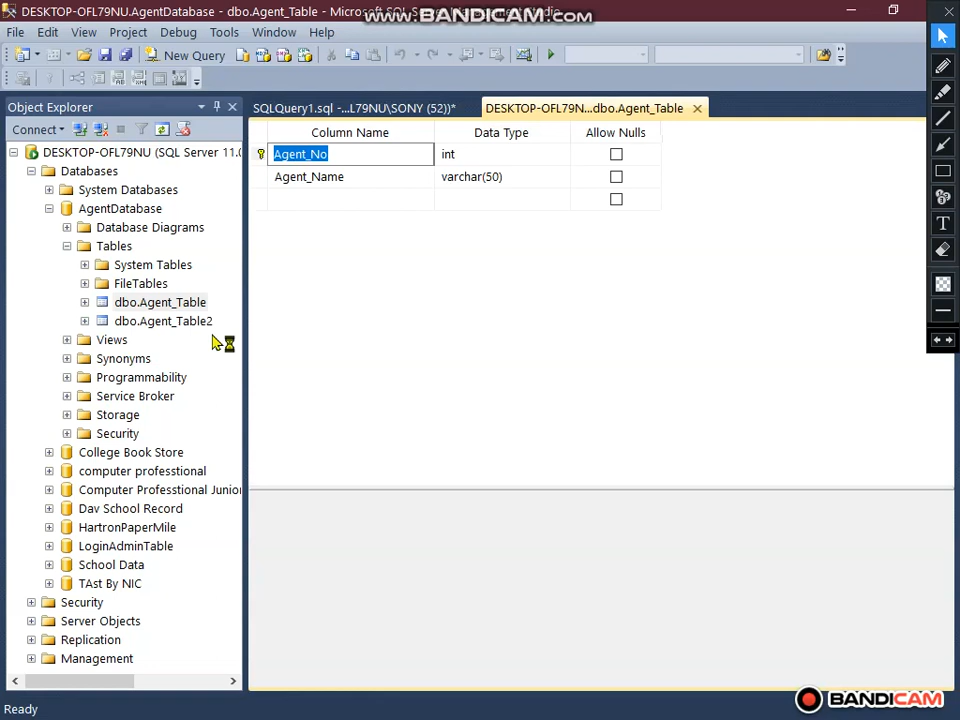 DESKTOP-OFL79NU.AgentDatabase - dbo.Agent_Table - Microsoft SQL Server Management Studio
www.BANDICAM.com
File Edit View Project Debug Tools Window Help
New Query
Object Explorer
SQLQuery1.sql -...L79NU\SONY (52))*
DESKTOP-OFL79N...dbo.Agent_Table
Connect
Column Name Data Type Allow Nulls
DESKTOP-OFL79NU (SQL Server 11.0
Agent_No int
Databases
Agent_Name varchar(50)
System Databases
AgentDatabase
Database Diagrams
Tables
System Tables
FileTables
dbo.Agent_Table
dbo.Agent_Table2
Views
Synonyms
Programmability
Service Broker
Storage
Security
College Book Store
computer professtional
Computer Professtional Junior
Dav School Record
HartronPaperMile
LoginAdminTable
School Data
TAst By NIC
Security
Server Objects
Replication
Management
Ready
BANDICAM